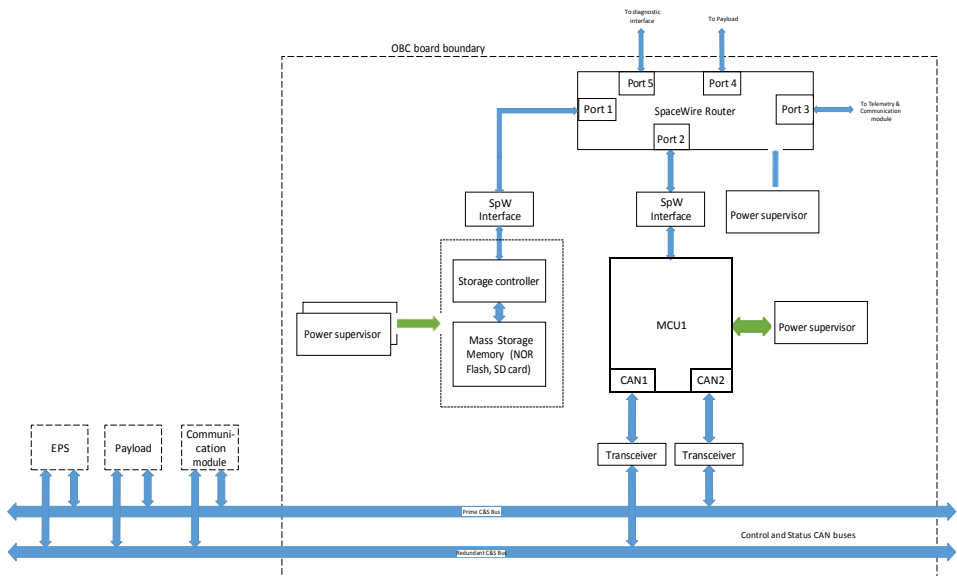 To diagnostic
interface
To Payload
OBC board boundary
Port 5
Port 4
Port 1
SpaceWire Router
Port 3
To Telemetry &
Communication
module
Port 2
SpW
Interface
SpW
Interface
Power supervisor
Storage controller
MCU1
Power supervisor
Power supervisor
Mass Storage
Memory (NOR
Flash, SD card)
CAN1
CAN2
EPS
Payload
Communi-
cation
module
Transceiver
Transceiver
Prime C&S Bus
Control and Status CAN buses
Redundant C&S Bus